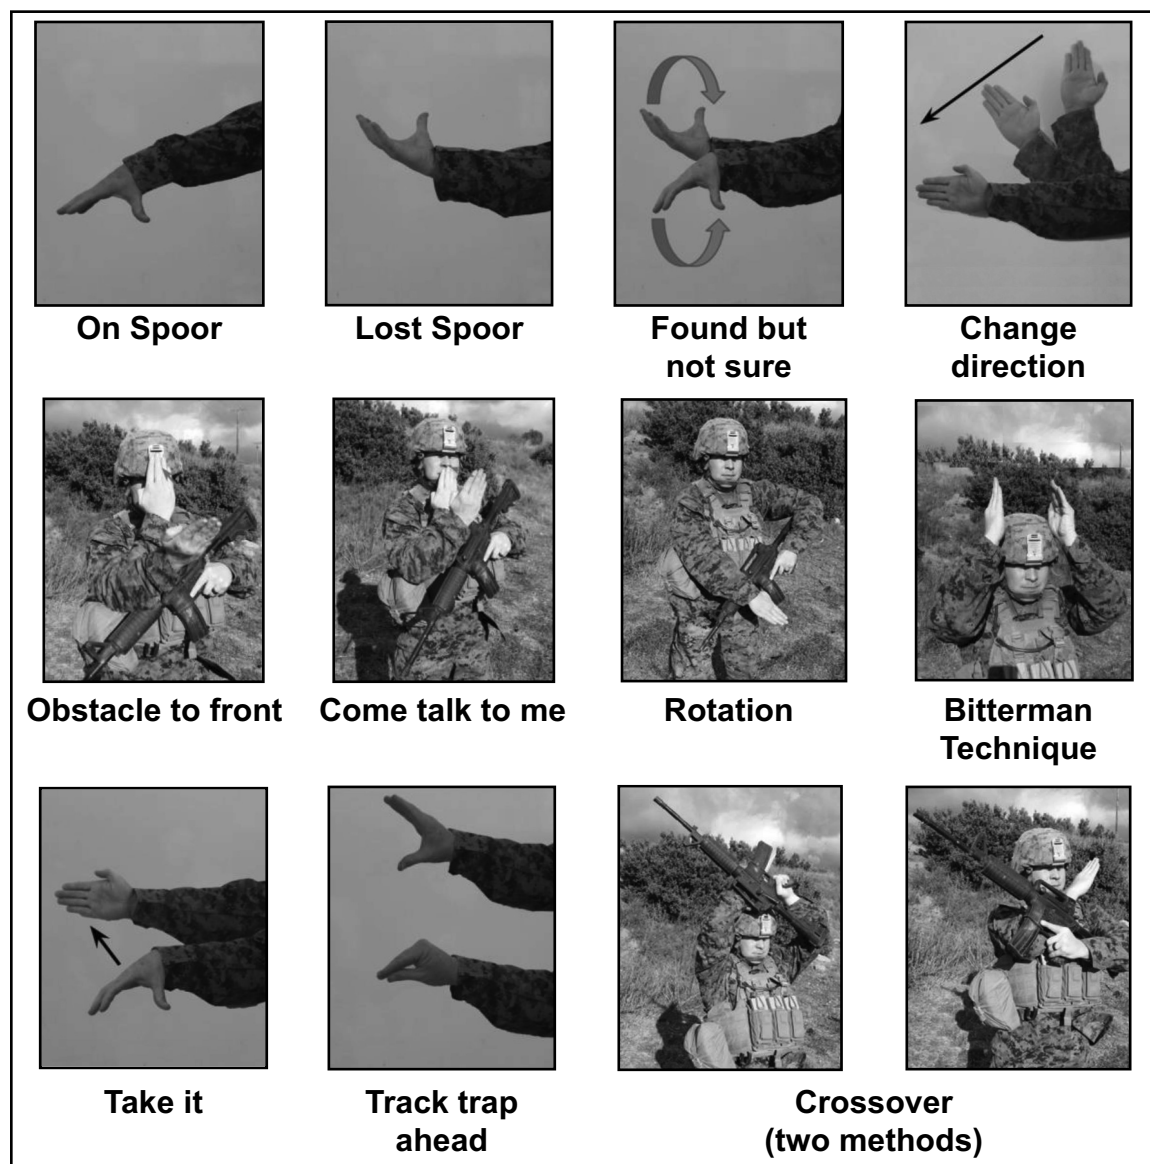 On Spoor
Lost Spoor
Found but
not sure
Change
direction
Obstacle to front
Come talk to me
Rotation
Bitterman
Technique
Take it
Track trap
ahead
Crossover
(two methods)